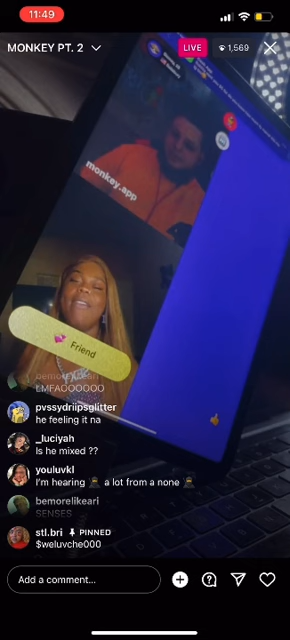 11:49
MONKEY PT. 2
LIVE
1,569
monkey.app
Friend
bemorelikeari
LMFAOOOOOO
pvssydriipsglitter
he feeling it na
_luciyah
Is he mixed ??
youluvkl
I'm hearing 🥷🏿 a lot from a none 🥷🏿
bemorelikeari
SENSES
stl.bri PINNED
$weluvche000
Add a comment...